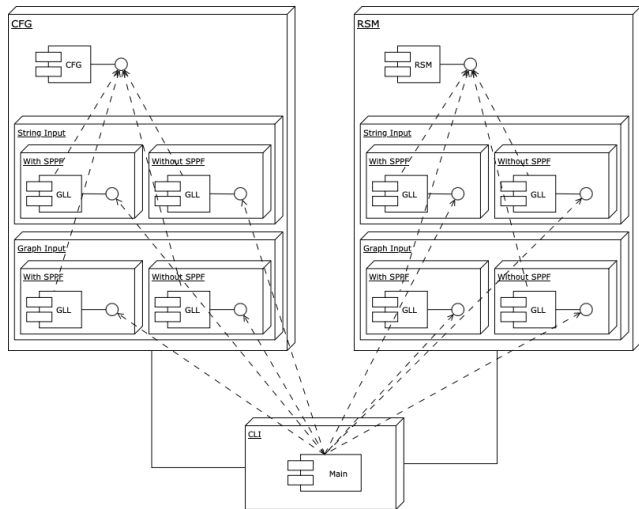 CFG
CFG
String Input
With SPPF
GLL
Without SPPF
GLL
Graph Input
With SPPF
GLL
Without SPPF
GLL
RSM
RSM
String Input
With SPPF
GLL
Without SPPF
GLL
Graph Input
With SPPF
GLL
Without SPPF
GLL
CLI
Main